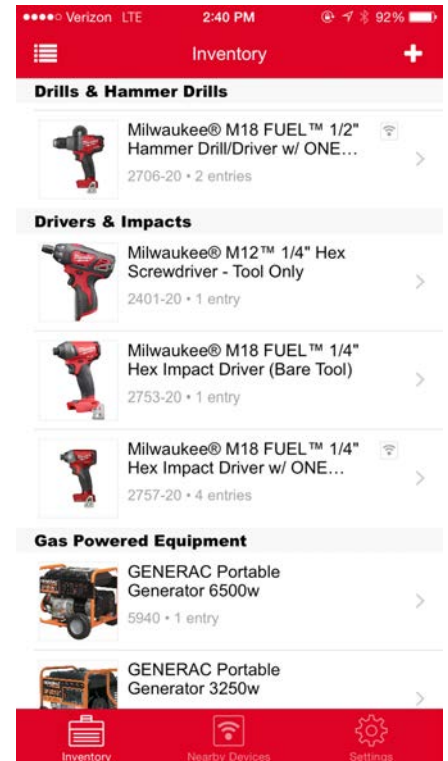 Verizon LTE 2:40 PM 92%
Inventory +
Drills & Hammer Drills
Milwaukee® M18 FUEL™ 1/2"
Hammer Drill/Driver w/ ONE…
2706-20 • 2 entries
Drivers & Impacts
Milwaukee® M12™ 1/4" Hex
Screwdriver - Tool Only
2401-20 • 1 entry
Milwaukee® M18 FUEL™ 1/4"
Hex Impact Driver (Bare Tool)
2753-20 • 1 entry
Milwaukee® M18 FUEL™ 1/4"
Hex Impact Driver w/ ONE…
2757-20 • 4 entries
Gas Powered Equipment
GENERAC Portable
Generator 6500w
5940 • 1 entry
GENERAC Portable
Generator 3250w
Inventory Nearby Devices Settings